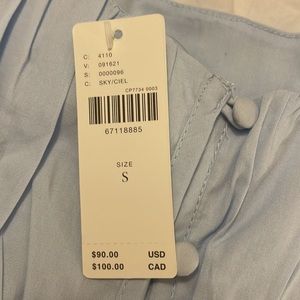 C: 4110
V: 091621
S: 0000096
C: SKY/CIEL
CP7734 0003
67118885
SIZE
S
$90.00 USD
$100.00 CAD